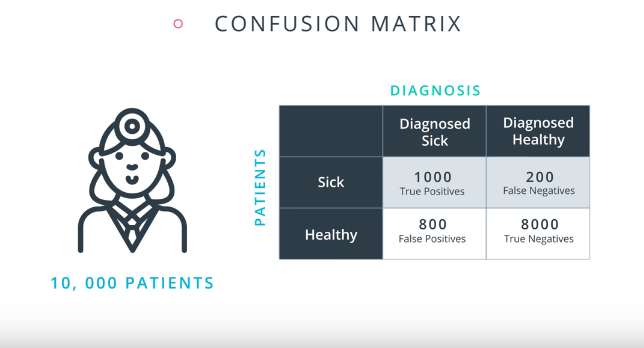 CONFUSION MATRIX
DIAGNOSIS
Diagnosed
Sick
Diagnosed
Healthy
PATIENTS
Sick
1000
True Positives
200
False Negatives
Healthy
800
False Positives
8000
True Negatives
10, 000 PATIENTS